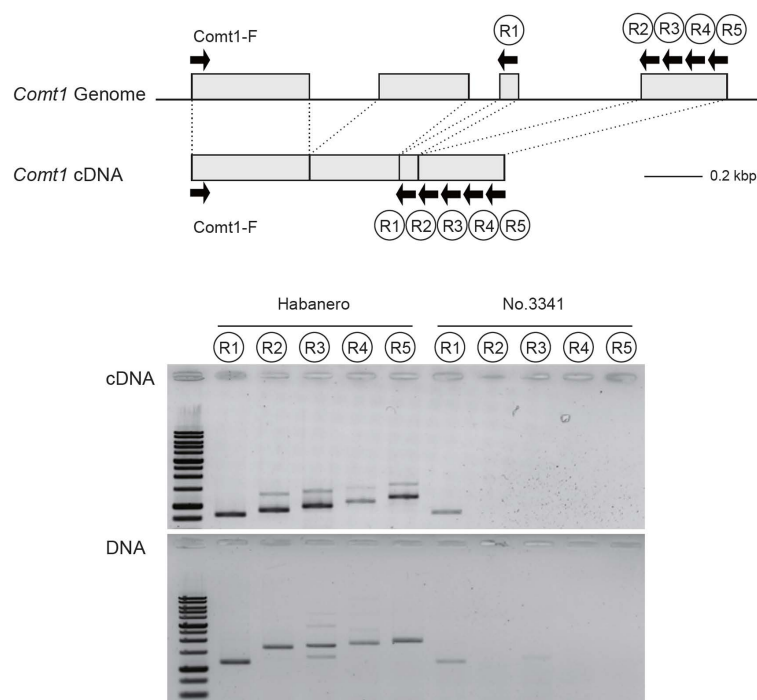 Comt1-F
R1
R2 R3 R4 R5
Comt1 Genome
Comt1 cDNA
0.2 kbp
Comt1-F
R1 R2 R3 R4 R5
Habanero No.3341
R1 R2 R3 R4 R5 R1 R2 R3 R4 R5
cDNA
DNA